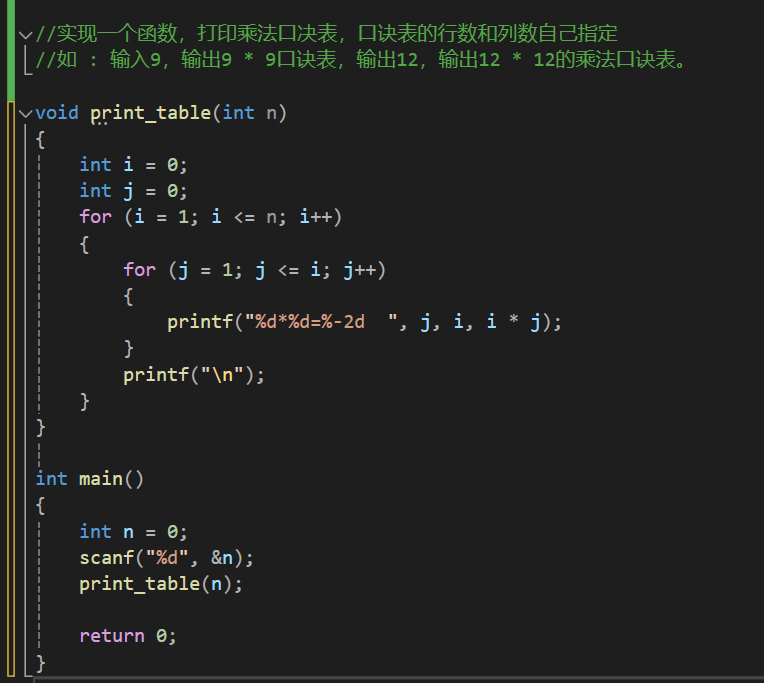 //实现一个函数，打印乘法口决表，口诀表的行数和列数自己指定
//如 : 输入9，输出9 * 9口诀表，输出12，输出12 * 12的乘法口诀表。
void print_table(int n)
{
    int i = 0;
    int j = 0;
    for (i = 1; i <= n; i++)
    {
        for (j = 1; j <= i; j++)
        {
            printf("%d*%d=%-2d  ", j, i, i * j);
        }
        printf("\n");
    }
}
int main()
{
    int n = 0;
    scanf("%d", &n);
    print_table(n);
    return 0;
}